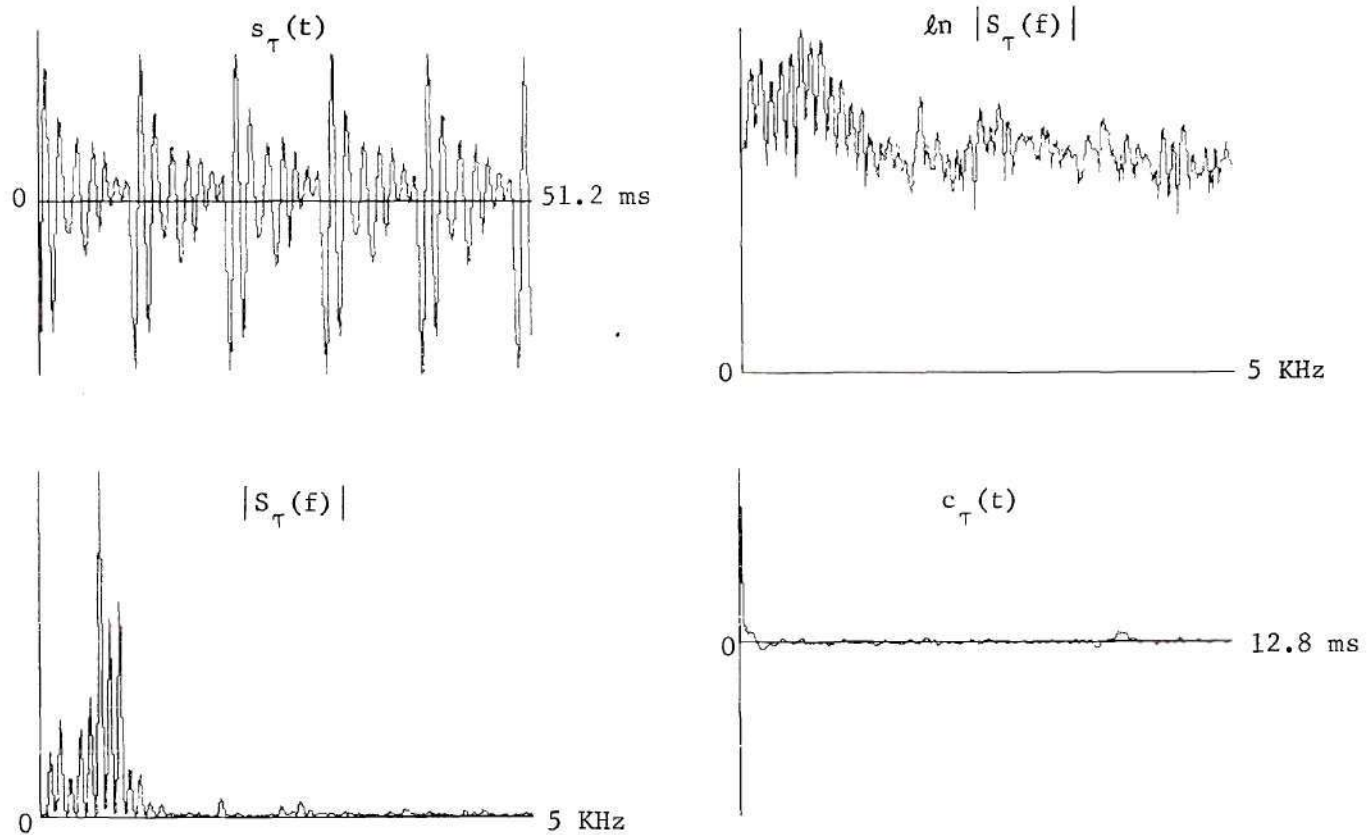 s_τ(t)
0
51.2 ms
ℓn |S_τ(f)|
0
5 KHz
|S_τ(f)|
0
5 KHz
c_τ(t)
0
12.8 ms